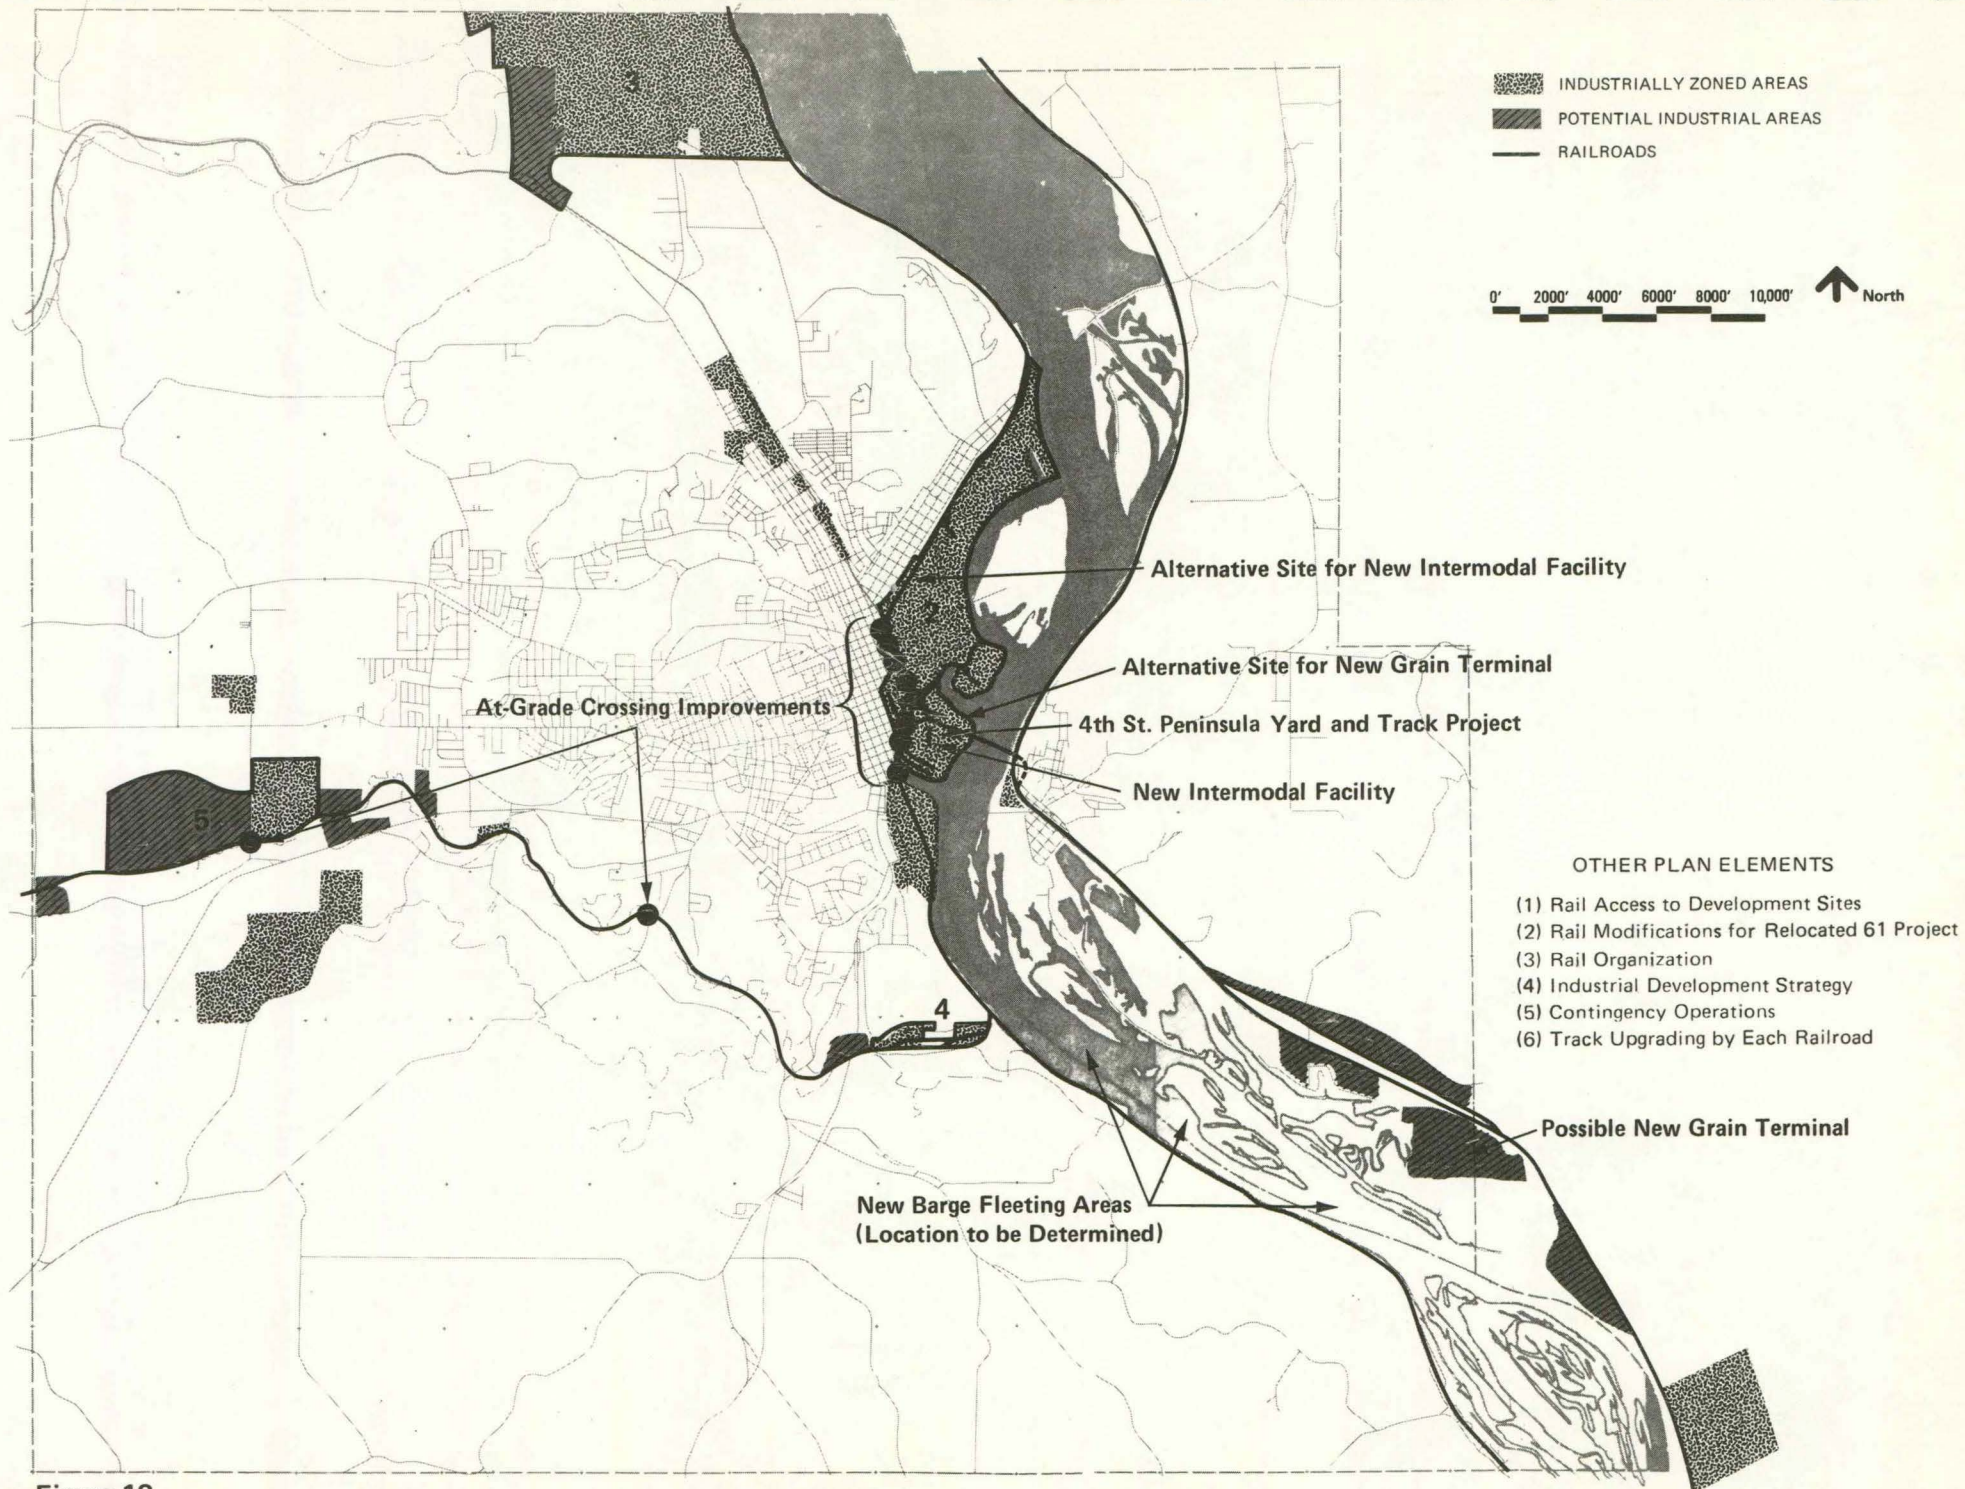 3
INDUSTRIALLY ZONED AREAS
POTENTIAL INDUSTRIAL AREAS
RAILROADS
0' 2000' 4000' 6000' 8000' 10,000' North
Alternative Site for New Intermodal Facility
2
Alternative Site for New Grain Terminal
At-Grade Crossing Improvements
4th St. Peninsula Yard and Track Project
1
New Intermodal Facility
5
OTHER PLAN ELEMENTS
(1) Rail Access to Development Sites
(2) Rail Modifications for Relocated 61 Project
(3) Rail Organization
(4) Industrial Development Strategy
(5) Contingency Operations
(6) Track Upgrading by Each Railroad
4
Possible New Grain Terminal
New Barge Fleeting Areas
(Location to be Determined)